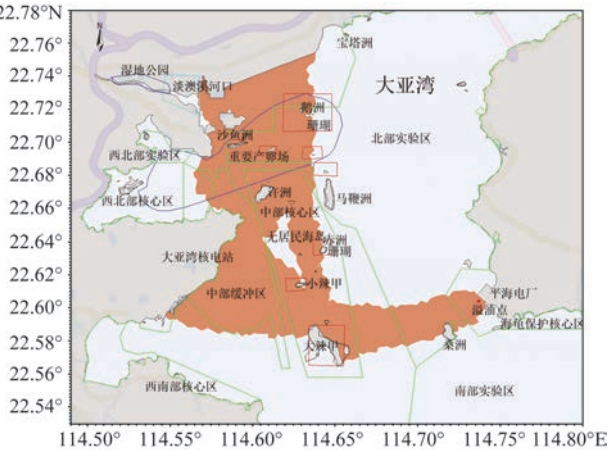 22.78°N
22.76°
22.74°
22.72°
22.70°
22.68°
22.66°
22.64°
22.62°
22.60°
22.58°
22.56°
22.54°
N
宝塔洲
湿地公园
淡澳溪河口
大亚湾
鹅洲
珊瑚
沙鱼洲
北部实验区
西北部实验区
重要产卵场
西北部核心区
许洲
马鞭洲
中部核心区
无居民海岛
赤洲
珊瑚
大亚湾核电站
小辣甲
中部缓冲区
平海电厂
溢油点
海龟保护核心区
大辣甲
桑洲
西南部核心区
南部实验区
114.50° 114.55° 114.60° 114.65° 114.70° 114.75° 114.80°E